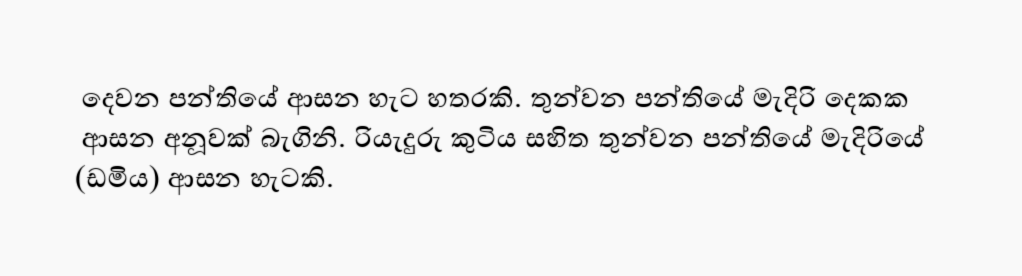 දෙවන පන්තියේ ආසන හැට හතරකි. තුන්වන පන්තියේ මැදිරි දෙකක
ආසන අනූවක් බැගිනි. රියැදුරු කුටිය සහිත තුන්වන පන්තියේ මැදිරියේ
(ඩමිය) ආසන හැටකි.